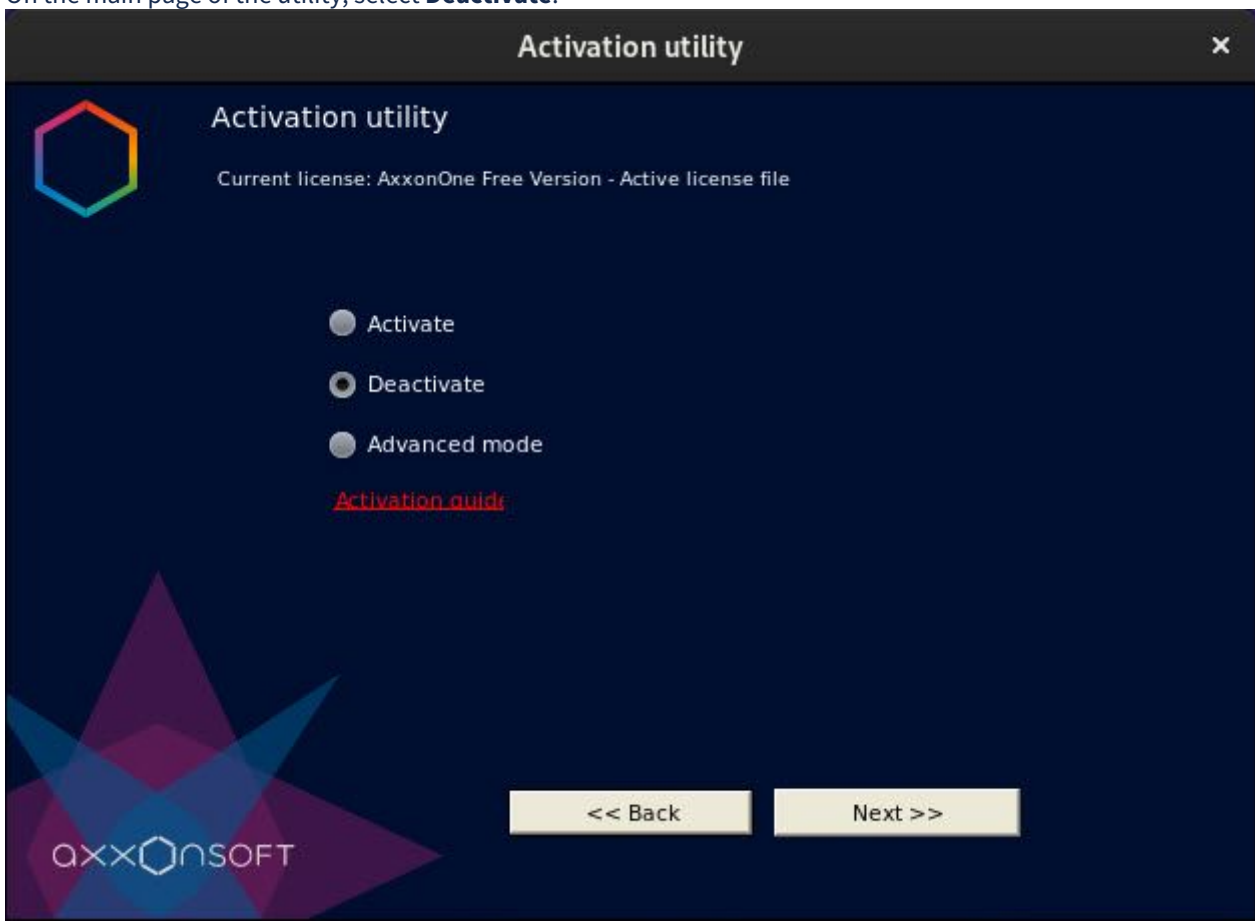 On the main page of the utility, select Deactivate.
Activation utility ×
Activation utility
Current license: AxxonOne Free Version - Active license file
Activate
Deactivate
Advanced mode
Activation guide
<< Back Next >>
axxonsoft